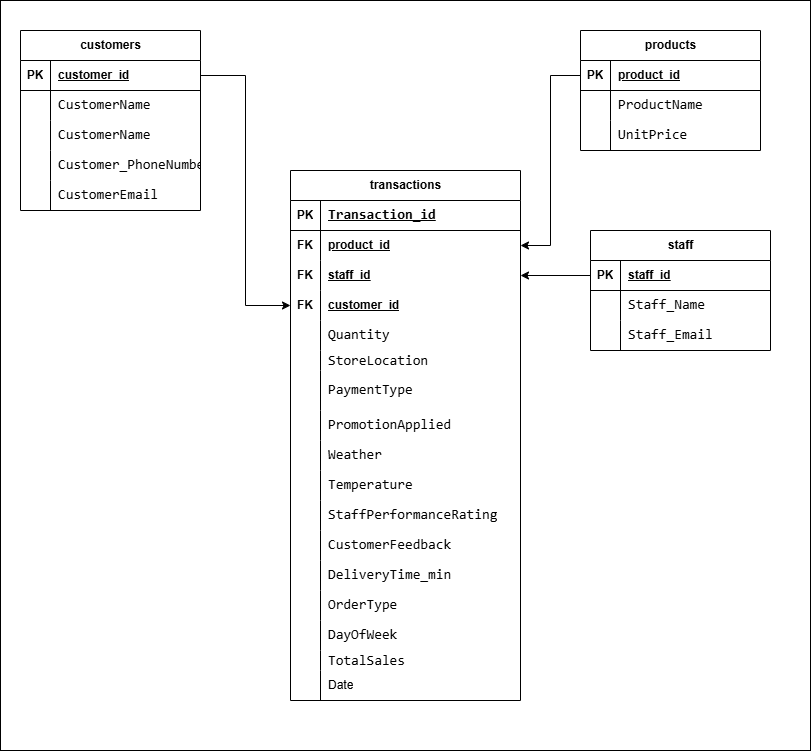 customers
PK customer_id
CustomerName
CustomerName
Customer_PhoneNumbe
CustomerEmail
products
PK product_id
ProductName
UnitPrice
transactions
PK Transaction_id
FK product_id
FK staff_id
FK customer_id
Quantity
StoreLocation
PaymentType
PromotionApplied
Weather
Temperature
StaffPerformanceRating
CustomerFeedback
DeliveryTime_min
OrderType
DayOfWeek
TotalSales
Date
staff
PK staff_id
Staff_Name
Staff_Email